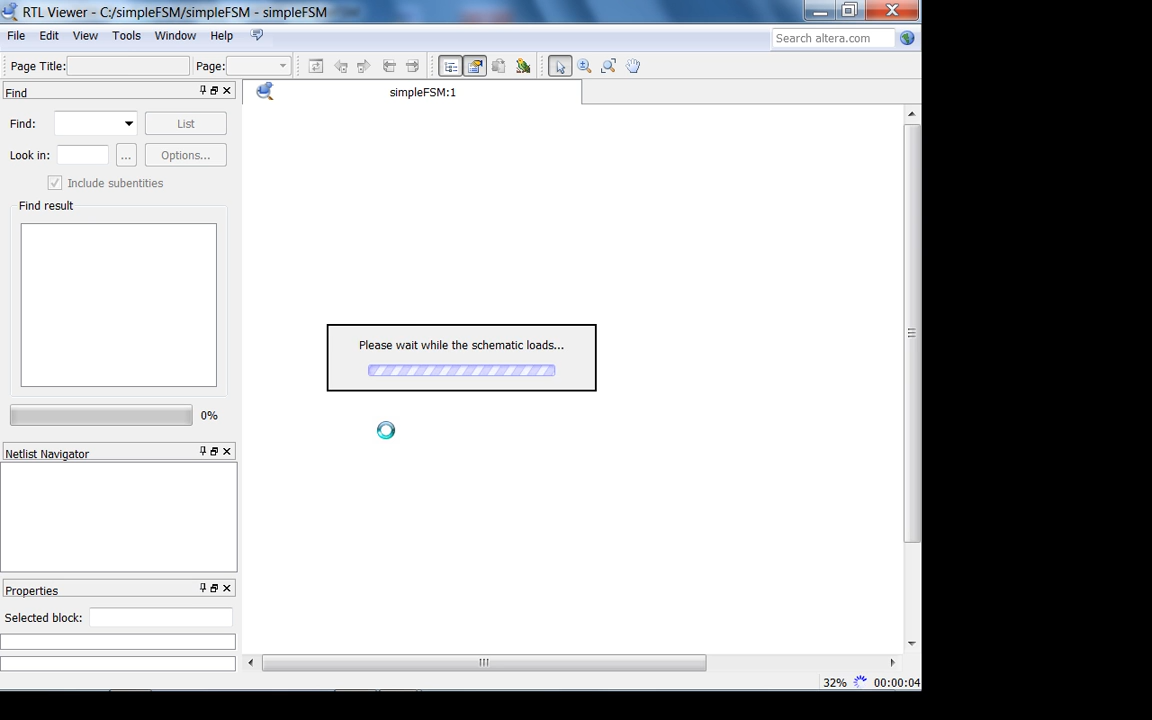 RTL Viewer - C:/simpleFSM/simpleFSM - simpleFSM
File Edit View Tools Window Help
Search altera.com
Page Title: Page:
Find
simpleFSM:1
Find: List
Look in: ... Options...
Include subentities
Find result
Please wait while the schematic loads...
0%
Netlist Navigator
Properties
Selected block:
32% 00:00:04